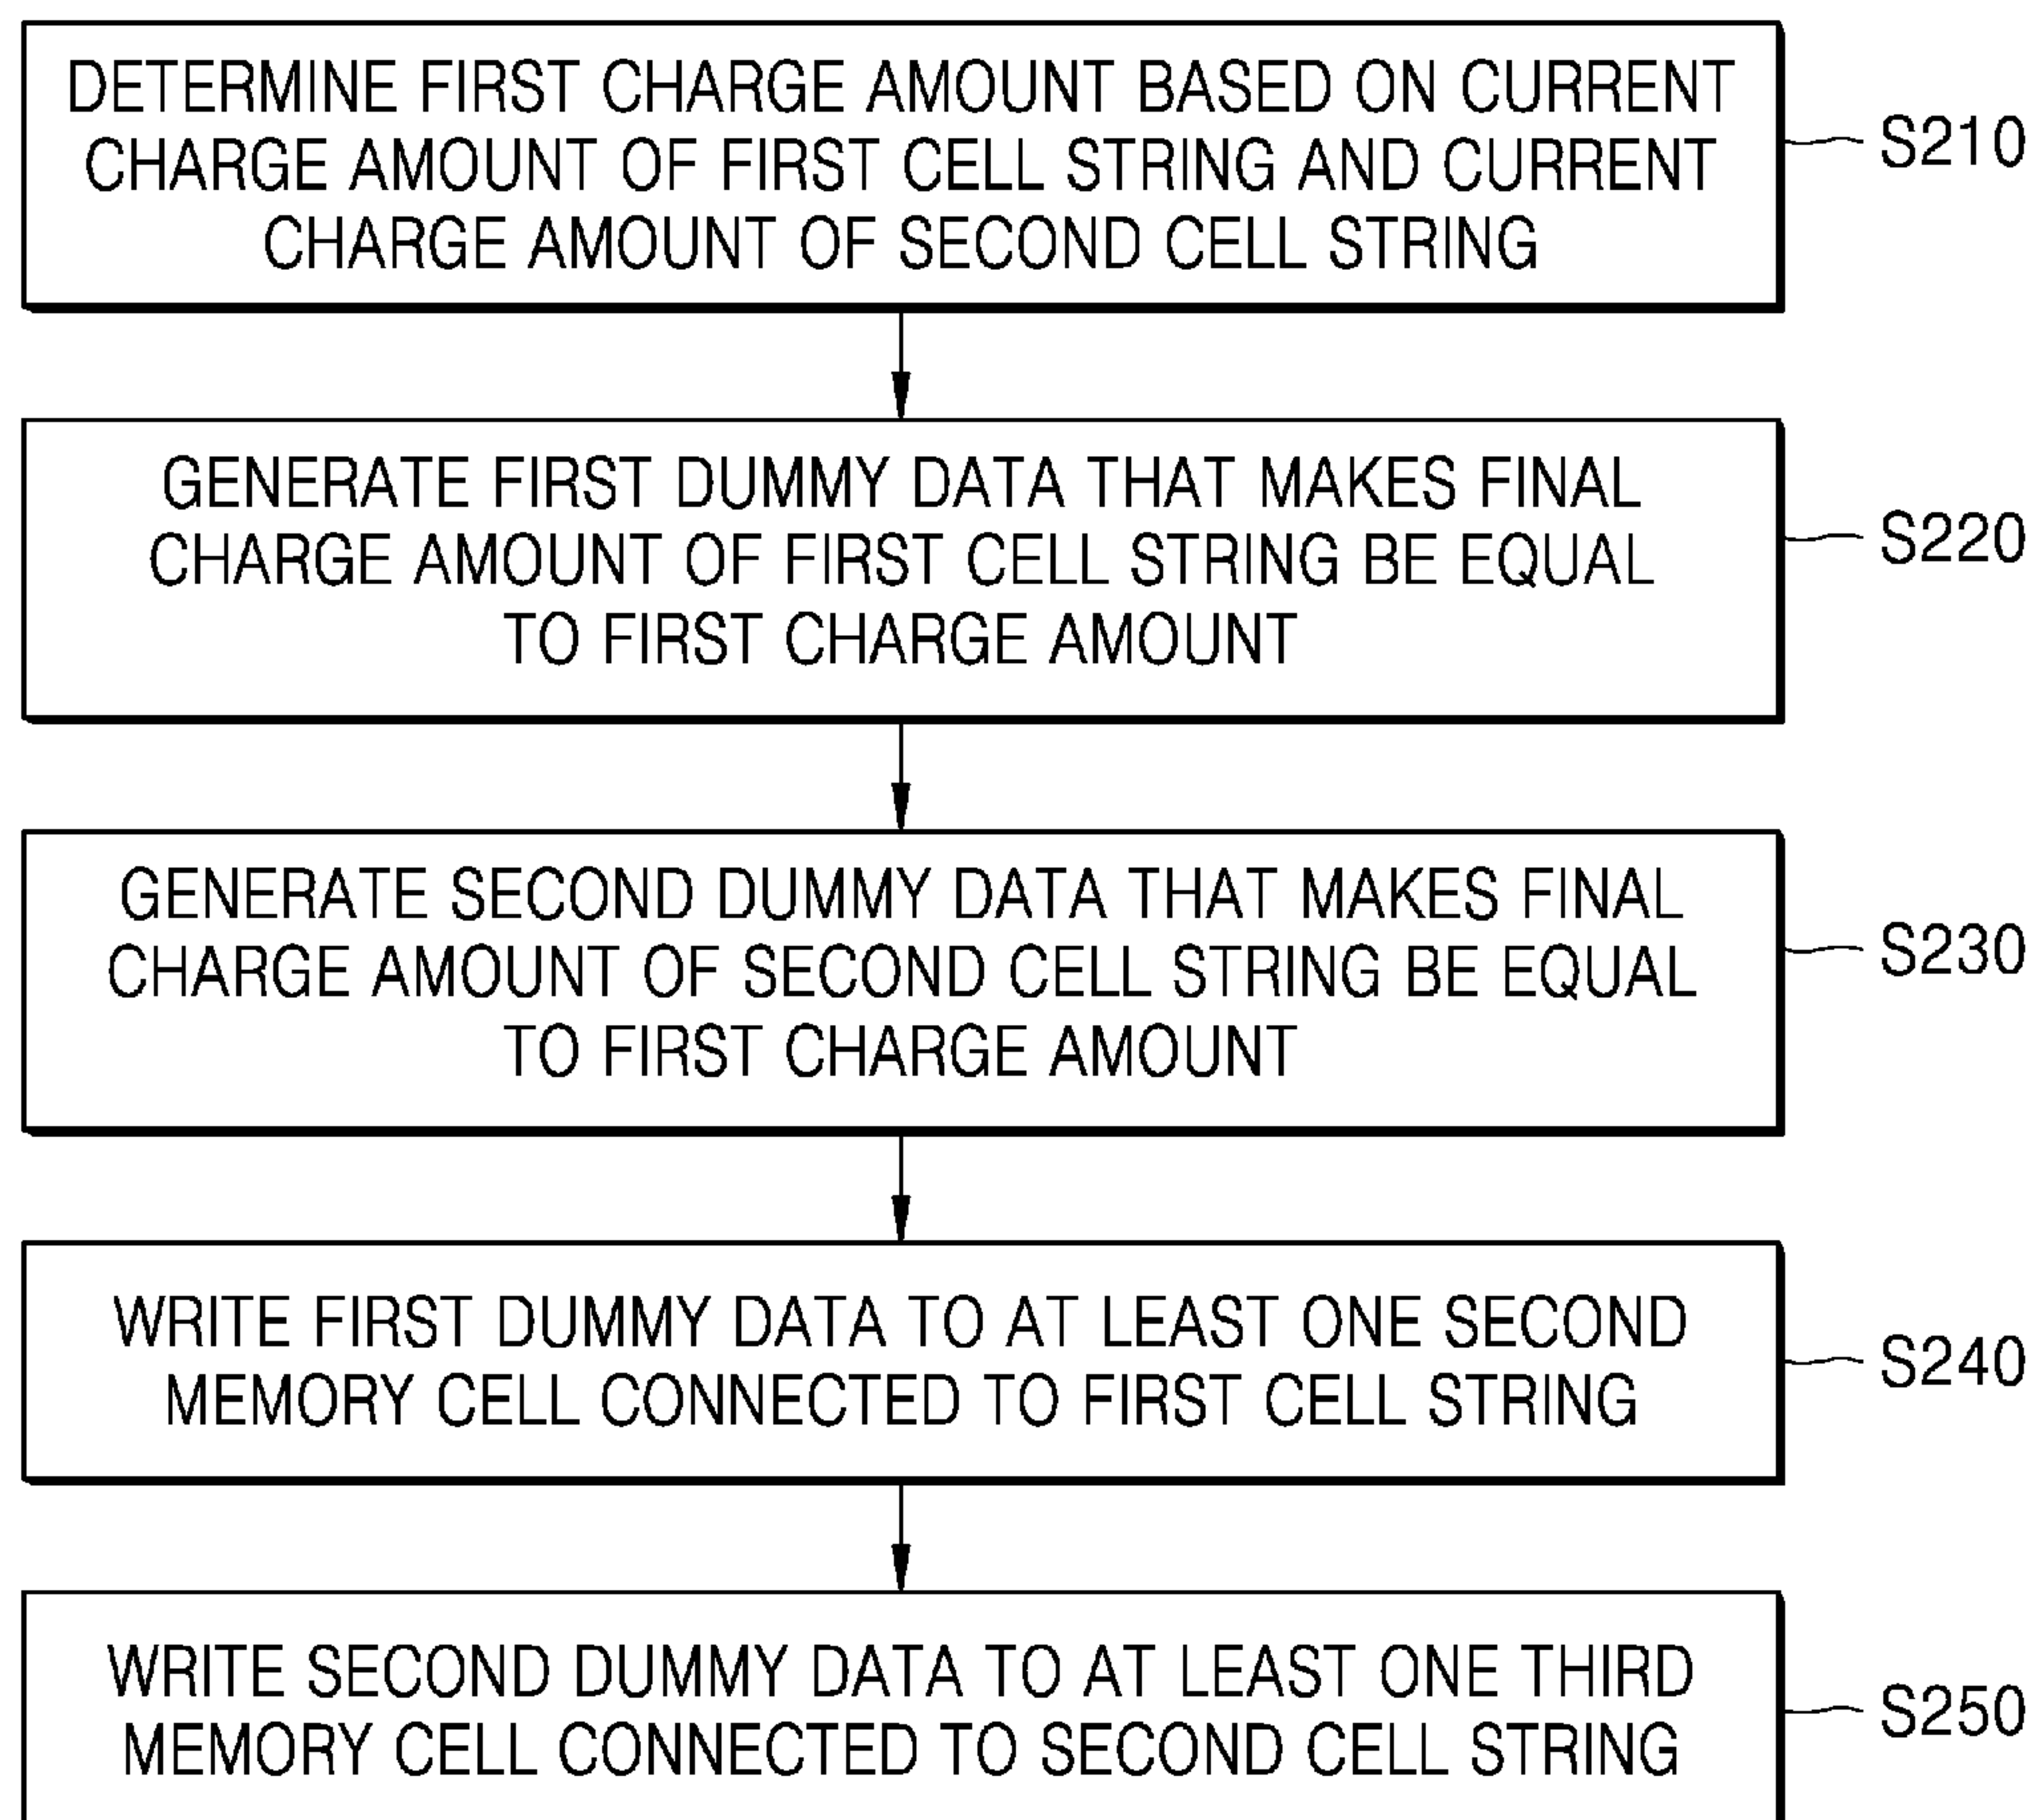 DETERMINE FIRST CHARGE AMOUNT BASED ON CURRENT
CHARGE AMOUNT OF FIRST CELL STRING AND CURRENT
CHARGE AMOUNT OF SECOND CELL STRING
S210
GENERATE FIRST DUMMY DATA THAT MAKES FINAL
CHARGE AMOUNT OF FIRST CELL STRING BE EQUAL
TO FIRST CHARGE AMOUNT
S220
GENERATE SECOND DUMMY DATA THAT MAKES FINAL
CHARGE AMOUNT OF SECOND CELL STRING BE EQUAL
TO FIRST CHARGE AMOUNT
S230
WRITE FIRST DUMMY DATA TO AT LEAST ONE SECOND
MEMORY CELL CONNECTED TO FIRST CELL STRING
S240
WRITE SECOND DUMMY DATA TO AT LEAST ONE THIRD
MEMORY CELL CONNECTED TO SECOND CELL STRING
S250